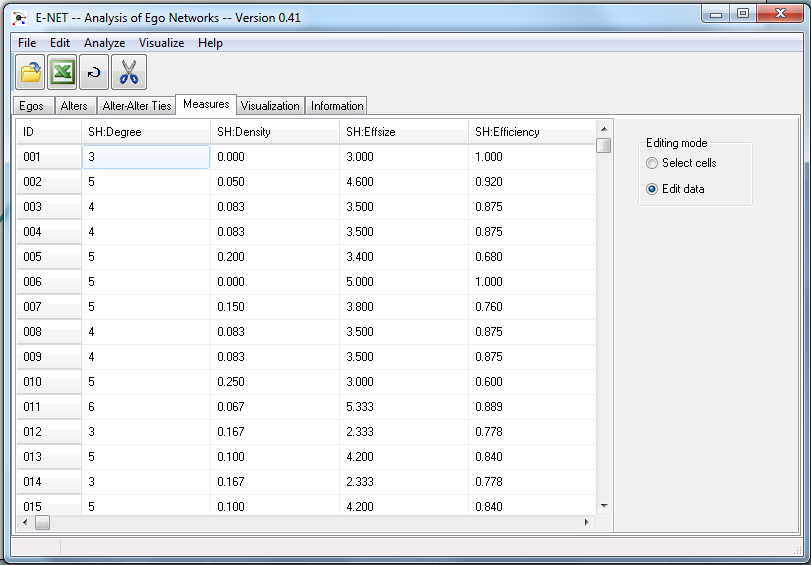 E-NET -- Analysis of Ego Networks -- Version 0.41
File Edit Analyze Visualize Help
Egos Alters Alter-Alter Ties Measures Visualization Information
ID SH:Degree SH:Density SH:Effsize SH:Efficiency
001 3 0.000 3.000 1.000
002 5 0.050 4.600 0.920
003 4 0.083 3.500 0.875
004 4 0.083 3.500 0.875
005 5 0.200 3.400 0.680
006 5 0.000 5.000 1.000
007 5 0.150 3.800 0.760
008 4 0.083 3.500 0.875
009 4 0.083 3.500 0.875
010 5 0.250 3.000 0.600
011 6 0.067 5.333 0.889
012 3 0.167 2.333 0.778
013 5 0.100 4.200 0.840
014 3 0.167 2.333 0.778
015 5 0.100 4.200 0.840
Editing mode
Select cells
Edit data